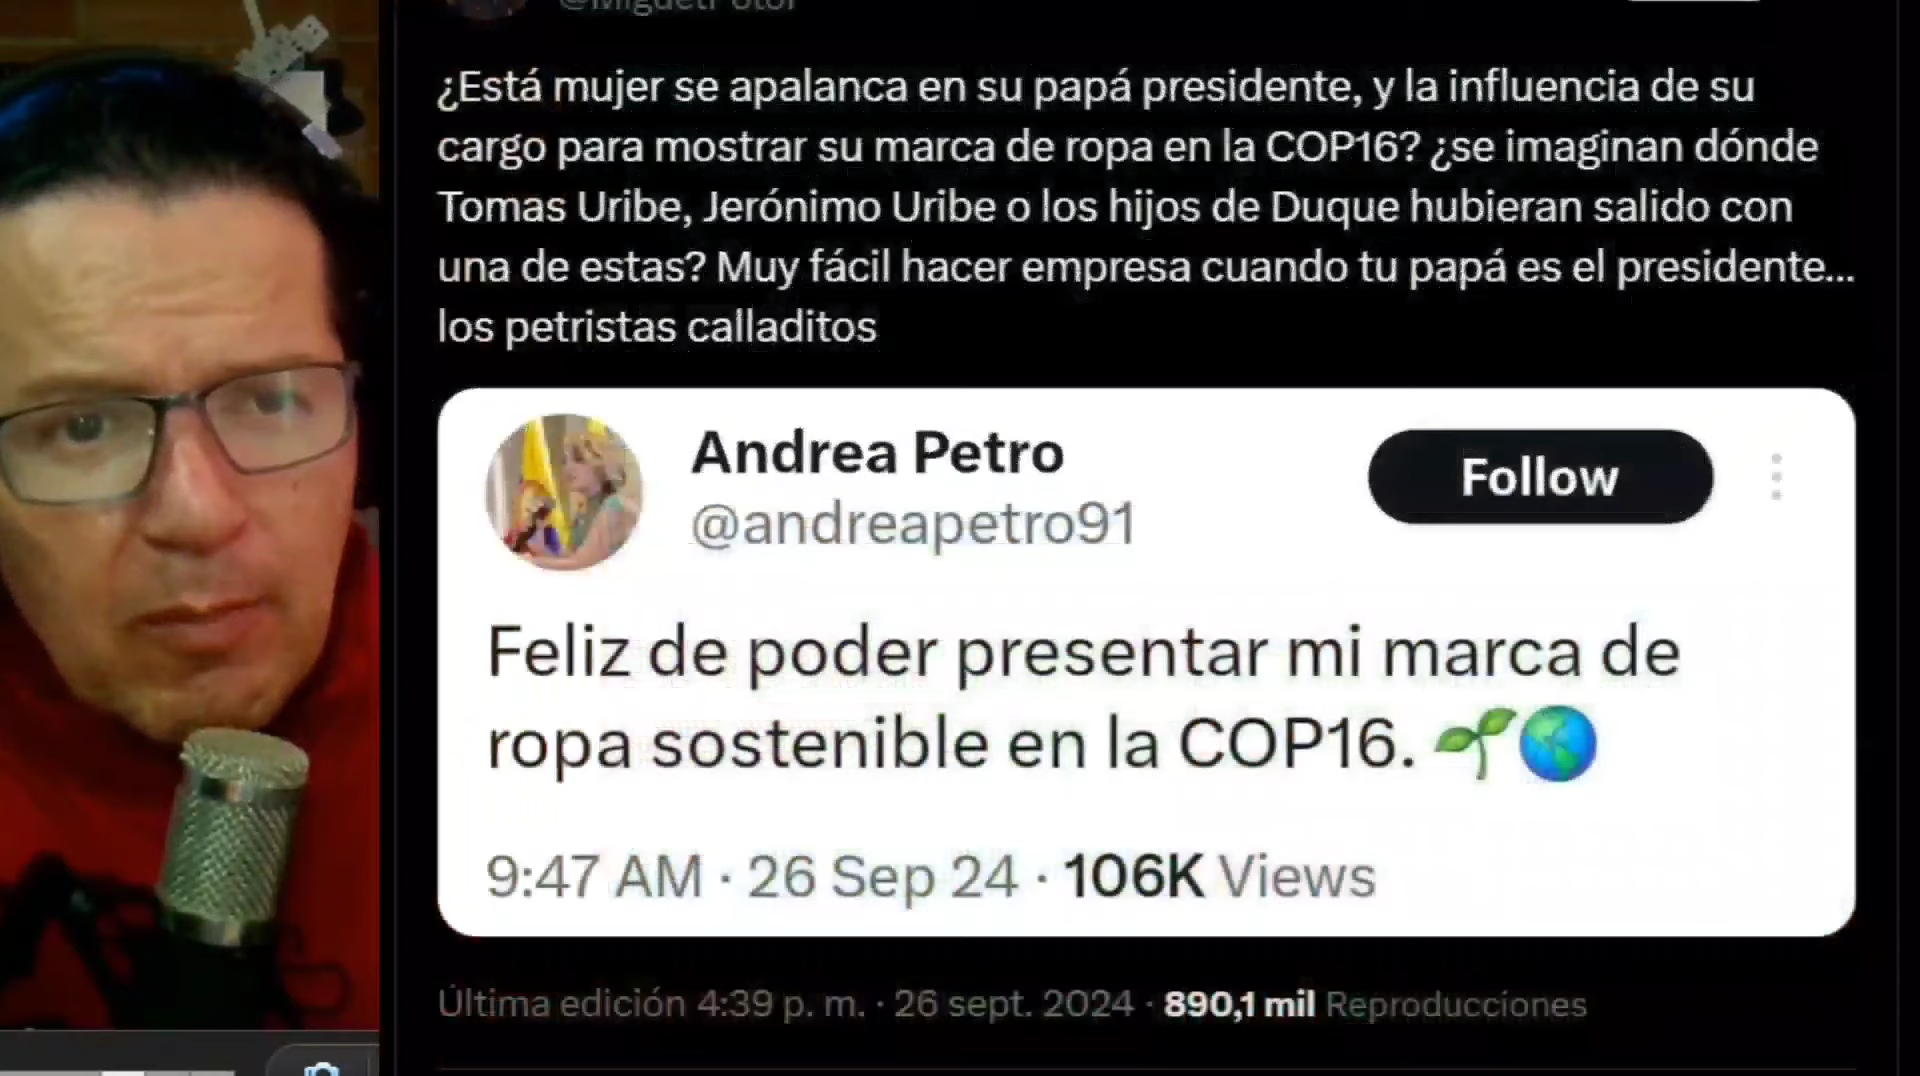 ¿Está mujer se apalanca en su papá presidente, y la influencia de su
cargo para mostrar su marca de ropa en la COP16? ¿se imaginan dónde
Tomas Uribe, Jerónimo Uribe o los hijos de Duque hubieran salido con
una de estas? Muy fácil hacer empresa cuando tu papá es el presidente...
los petristas calladitos
Andrea Petro
@andreapetro91
Follow
Feliz de poder presentar mi marca de
ropa sostenible en la COP16. 🌱🌎
9:47 AM · 26 Sep 24 · 106K Views
Última edición 4:39 p. m. · 26 sept. 2024 · 890,1 mil Reproducciones